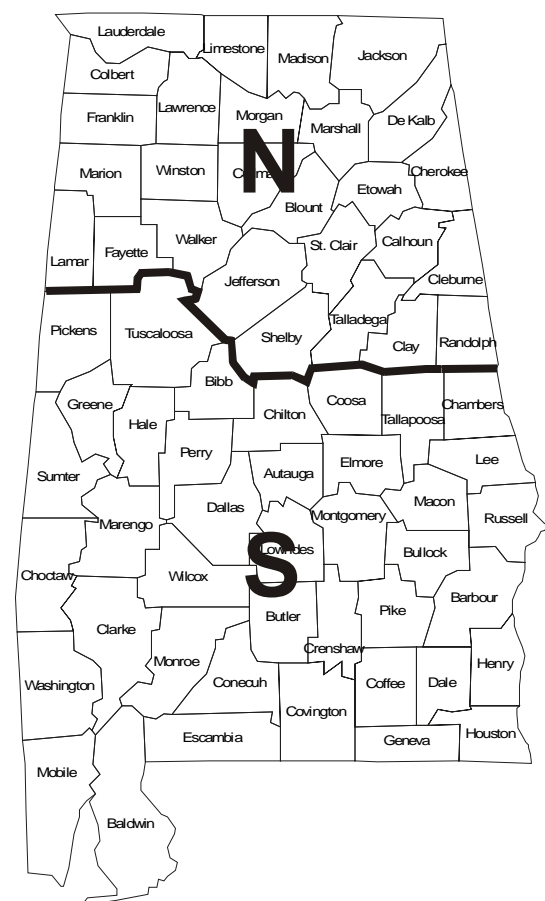 Lauderdale
Limestone
Madison
Jackson
Colbert
Lawrence
Franklin
Morgan
Marshall
De Kalb
N
Marion
Winston
Cherokee
Etowah
Blount
Walker
St. Clair
Calhoun
Fayette
Lamar
Jefferson
Cleburne
Talladega
Pickens
Tuscaloosa
Shelby
Clay
Randolph
Bibb
Greene
Chilton
Coosa
Chambers
Tallapoosa
Hale
Perry
Elmore
Lee
Sumter
Autauga
Macon
Dallas
Montgomery
Russell
Marengo
Lowndes
Bullock
S
Choctaw
Wilcox
Barbour
Butler
Pike
Clarke
Crenshaw
Monroe
Henry
Washington
Conecuh
Coffee
Dale
Covington
Escambia
Geneva
Houston
Mobile
Baldwin